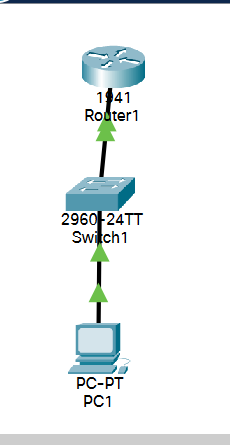 1941
Router1
2960-24TT
Switch1
PC-PT
PC1